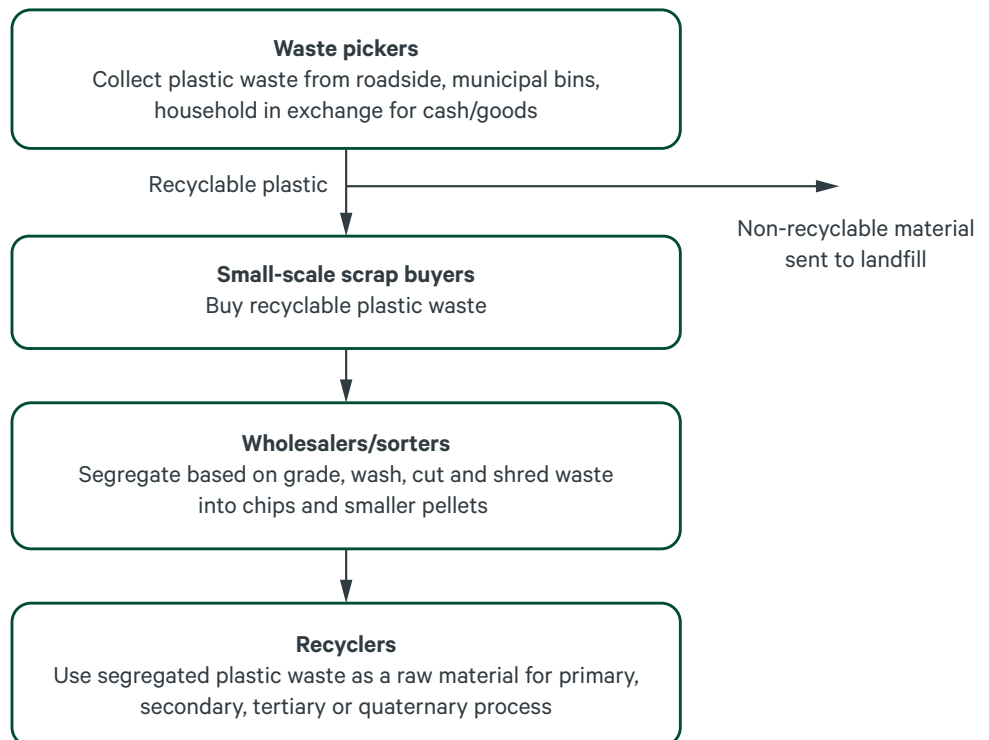 Waste pickers
Collect plastic waste from roadside, municipal bins,
household in exchange for cash/goods
Recyclable plastic
Non-recyclable material
sent to landfill
Small-scale scrap buyers
Buy recyclable plastic waste
Wholesalers/sorters
Segregate based on grade, wash, cut and shred waste
into chips and smaller pellets
Recyclers
Use segregated plastic waste as a raw material for primary,
secondary, tertiary or quaternary process